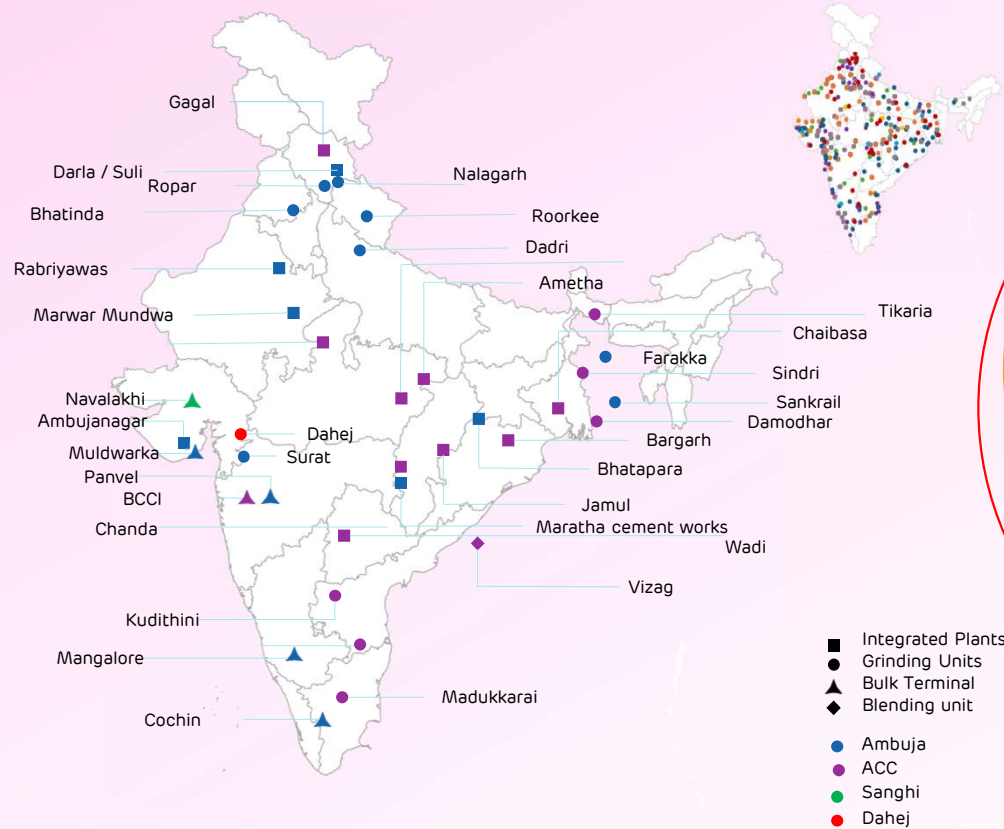 Gagal
Darla / Suli
Ropar
Nalagarh
Bhatinda
Roorkee
Dadri
Rabriyawas
Ametha
Marwar Mundwa
Tikaria
Chaibasa
Farakka
Sindri
Navalakhi
Sankrail
Ambujanagar
Damodhar
Dahej
Bargarh
Muldwarka
Surat
Bhatapara
Panvel
BCCI
Jamul
Chanda
Maratha cement works
Wadi
Vizag
Kudithini
Mangalore
Madukkarai
Cochin
Integrated Plants
Grinding Units
Bulk Terminal
Blending unit
Ambuja
ACC
Sanghi
Dahej